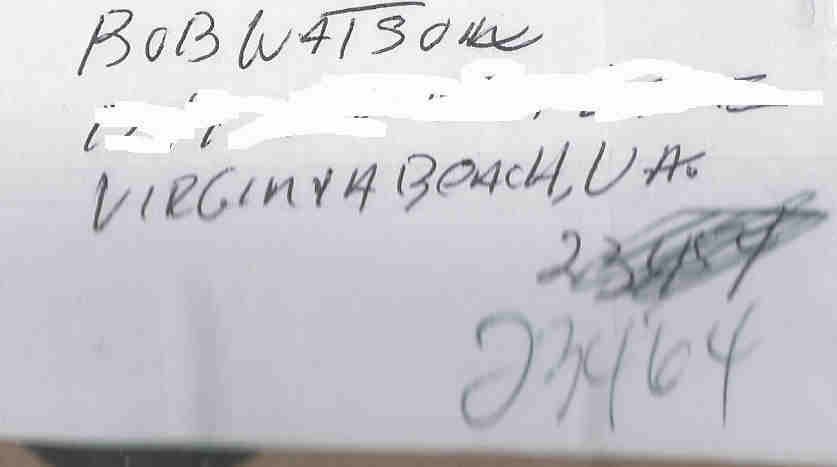 BOB WATSON
VIRGINIA BEACH, VA.
23464